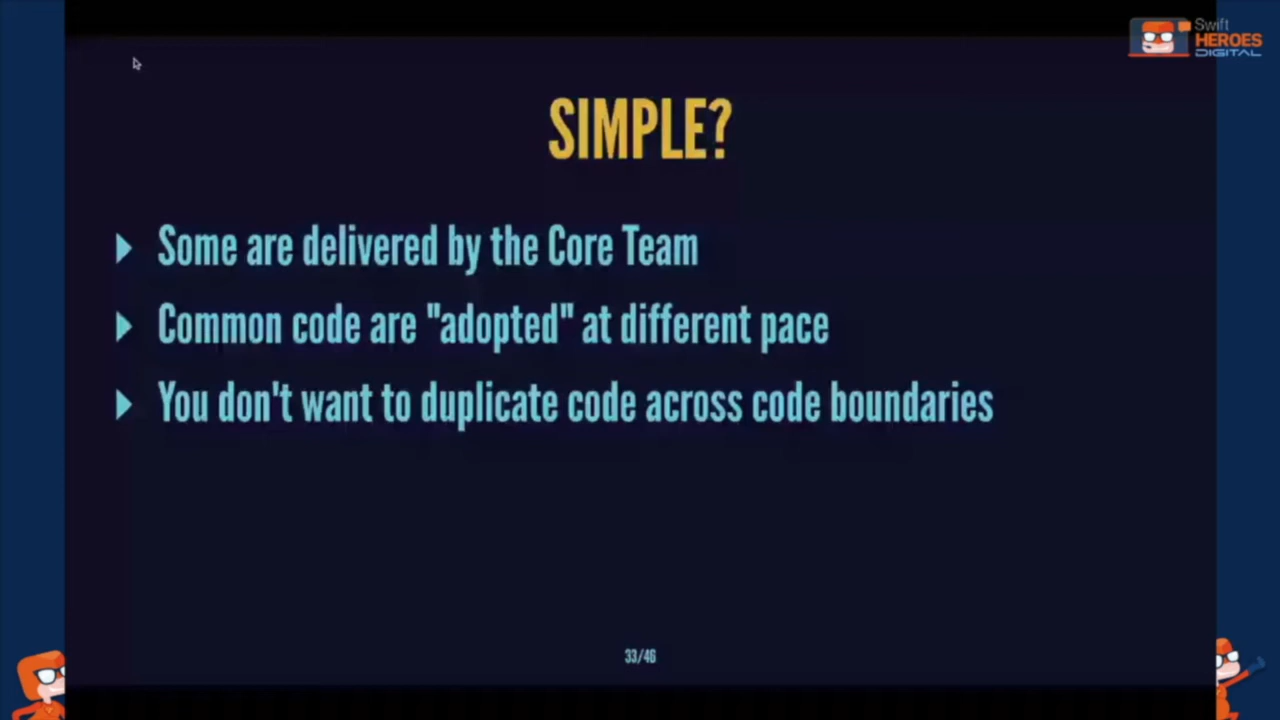 Swift
HEROES
DIGITAL
SIMPLE?
Some are delivered by the Core Team
Common code are "adopted" at different pace
You don't want to duplicate code across code boundaries
33/46